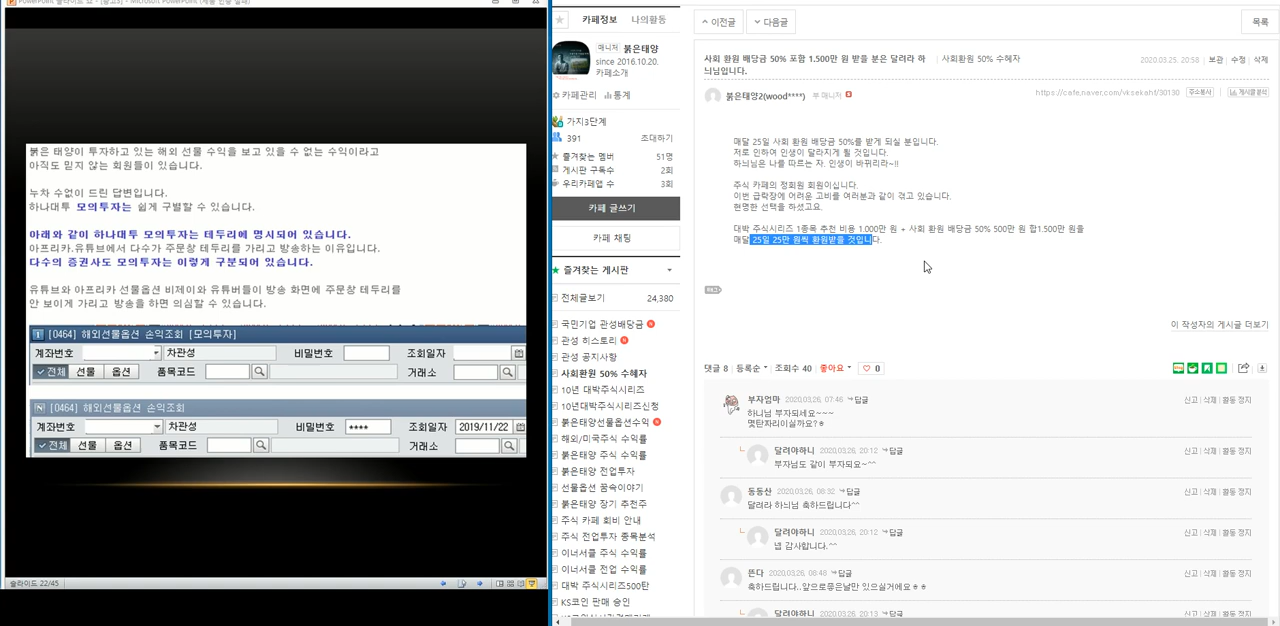 붉은 태양이 투자하고 있는 해외 선물 수익을 보고 있을 수 없는 수익이라고
아직도 믿지 않는 회원들이 있습니다.
누차 수없이 드린 답변입니다.
하나대투 모의투자는 쉽게 구별할 수 있습니다.
아래와 같이 하나대투 모의투자는 테두리에 명시되어 있습니다.
아프리카.유튜브에서 다수가 주문창 테두리를 가리고 방송하는 이유입니다.
다수의 증권사도 모의투자는 이렇게 구분되어 있습니다.
유튜브와 아프리카 선물옵션 비제이와 유튜버들이 방송 화면에 주문창 테두리를
안 보이게 가리고 방송을 하면 의심할 수 있습니다.
[0464] 해외선물옵션 손익조회 [모의투자]
계좌번호 차관성 비밀번호 조회일자
전체 선물 옵션 품목코드 거래소
[0464] 해외선물옵션 손익조회
계좌번호 차관성 비밀번호 **** 조회일자 2019/11/22
전체 선물 옵션 품목코드 거래소
슬라이드 22/45
카페정보 나의활동
매니저 붉은태양
since 2016.10.20.
카페소개
카페관리 통계
가지3단계
391 초대하기
즐겨찾는 멤버 51명
게시판 구독수 2회
우리카페앱 수 3회
카페 글쓰기
카페 채팅
즐겨찾는 게시판
전체글보기 24,380
국민기업 관성배당금
관성 히스토리
관성 공지사항
사회환원 50% 수혜자
10년 대박주식시리즈
10년대박주식시리즈신청
붉은태양선물옵션수익
해외/미국주식 수익률
붉은태양 주식 수익률
붉은태양 전업투자
선물옵션 꿈속이야기
붉은태양 장기 추천주
주식 카페 회비 안내
주식 전업투자 종목분석
이너서클 주식 수익률
이너서클 전업 수익률
대박 주식시리즈500탄
KS코인 판매 승인
이전글 다음글 목록
사회 환원 배당금 50% 포함 1.500만 원 받을 분은 달려라 하
늬님입니다.
사회환원 50% 수혜자
2020.03.25. 20:58 보관 수정 삭제
붉은태양2(wood****) 부매니저
https://cafe.naver.com/vksekahf/30130 주소복사 게시글 분석
매달 25일 사회 환원 배당금 50%를 받게 되실 분입니다.
저로 인하여 인생이 달라지게 될 것입니다.
하늬님은 나를 따르는 자. 인생이 바뀌리라~!!
주식 카페의 정회원 회원이십니다.
이번 급락장에 어려운 고비를 여러분과 같이 겪고 있습니다.
현명한 선택을 하셨고요.
대박 주식시리즈 1종목 추천 비용 1.000만 원 + 사회 환원 배당금 50% 500만 원 합1.500만 원을
매달 25일 25만 원씩 환원받을 것입니다.
태그
이 작성자의 게시글 더보기
댓글 8 등록순 조회수 40 좋아요 0
부자엄마 2020.03.26. 07:46 답글
신고 삭제 활동 정지
하늬님 부자되세요~~~
몇탄자리이실까요?ㅎ
달려야하니 2020.03.26. 20:12 답글
신고 삭제 활동 정지
부자님도 같이 부자되요~^^
동동산 2020.03.26. 08:32 답글
신고 삭제 활동 정지
달려라 하늬님 축하드립니다^^
달려야하니 2020.03.26. 20:12 답글
신고 삭제 활동 정지
넵 감사합니다.^^
뜬다 2020.03.26. 08:48 답글
신고 삭제 활동 정지
축하드립니다..앞으로좋은날만 있으실거에요ㅎㅎ
달려야하니 2020.03.26. 20:13 답글
신고 삭제 활동 정지